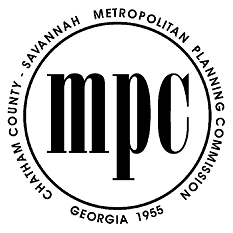 CHATHAM COUNTY - SAVANNAH METROPOLITAN PLANNING COMMISSION
mpc
GEORGIA 1955